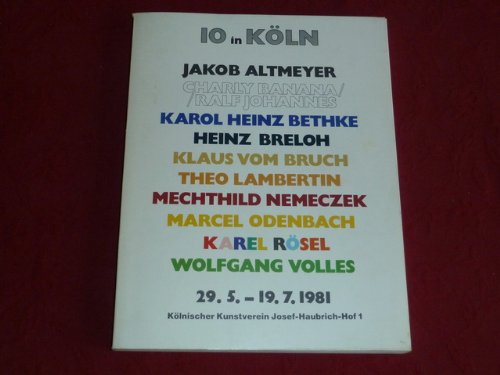 10 in KÖLN
JAKOB ALTMEYER
CHARLY BANANA/
/RALF JOHANNES
KAROL HEINZ BETHKE
HEINZ BRELOH
KLAUS VOM BRUCH
THEO LAMBERTIN
MECHTHILD NEMECZEK
MARCEL ODENBACH
KAREL RÖSEL
WOLFGANG VOLLES
29. 5. – 19. 7. 1981
Kölnischer Kunstverein Josef-Haubrich-Hof 1